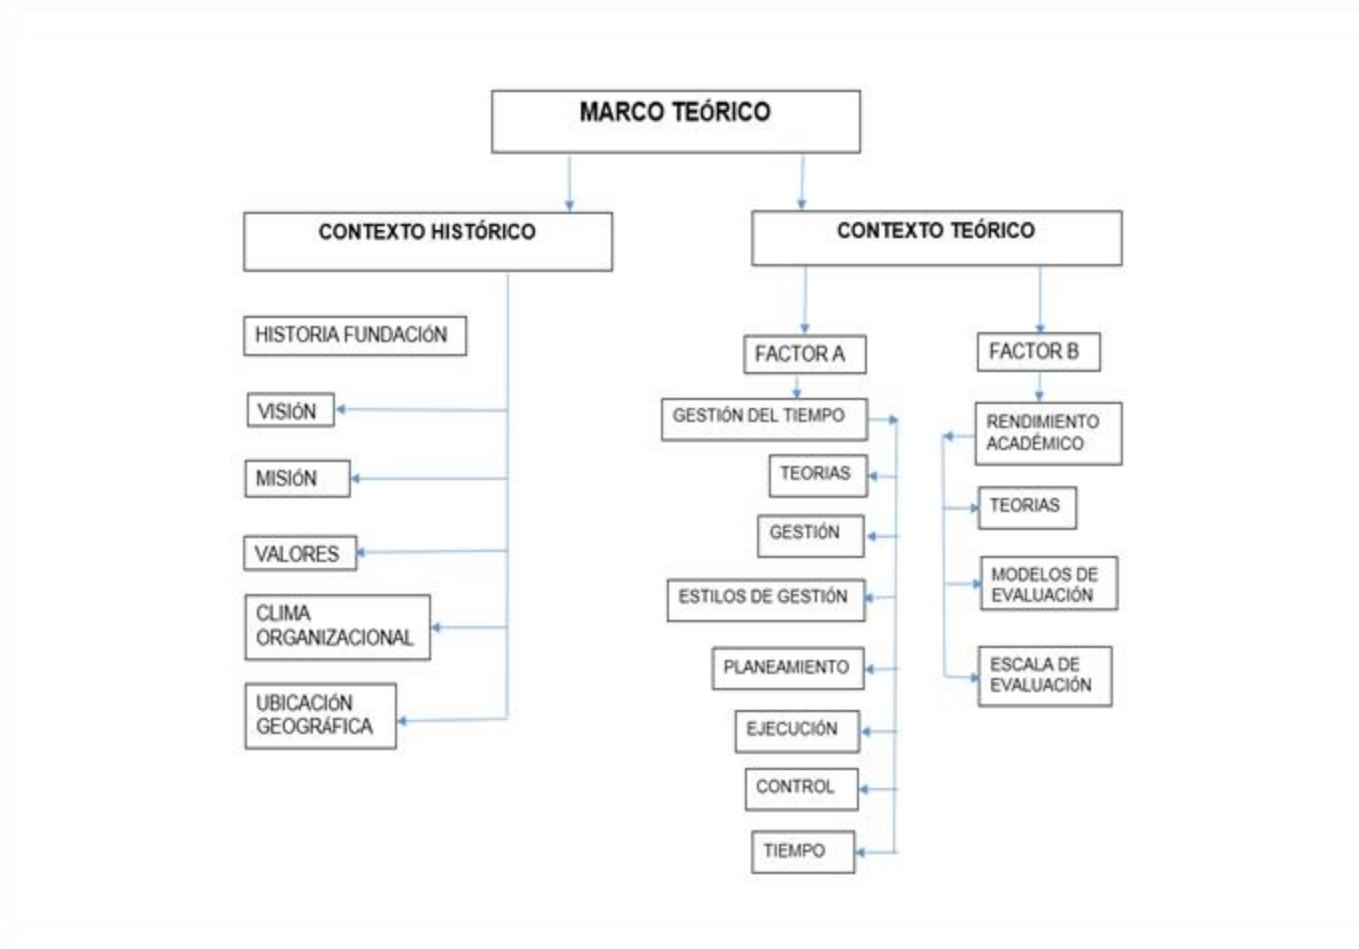 MARCO TEÓRICO
CONTEXTO HISTÓRICO
CONTEXTO TEÓRICO
HISTORIA FUNDACIÓN
VISIÓN
MISIÓN
VALORES
CLIMA
ORGANIZACIONAL
UBICACIÓN
GEOGRÁFICA
FACTOR A
GESTIÓN DEL TIEMPO
TEORIAS
GESTIÓN
ESTILOS DE GESTIÓN
PLANEAMIENTO
EJECUCIÓN
CONTROL
TIEMPO
FACTOR B
RENDIMIENTO
ACADÉMICO
TEORIAS
MODELOS DE
EVALUACIÓN
ESCALA DE
EVALUACIÓN